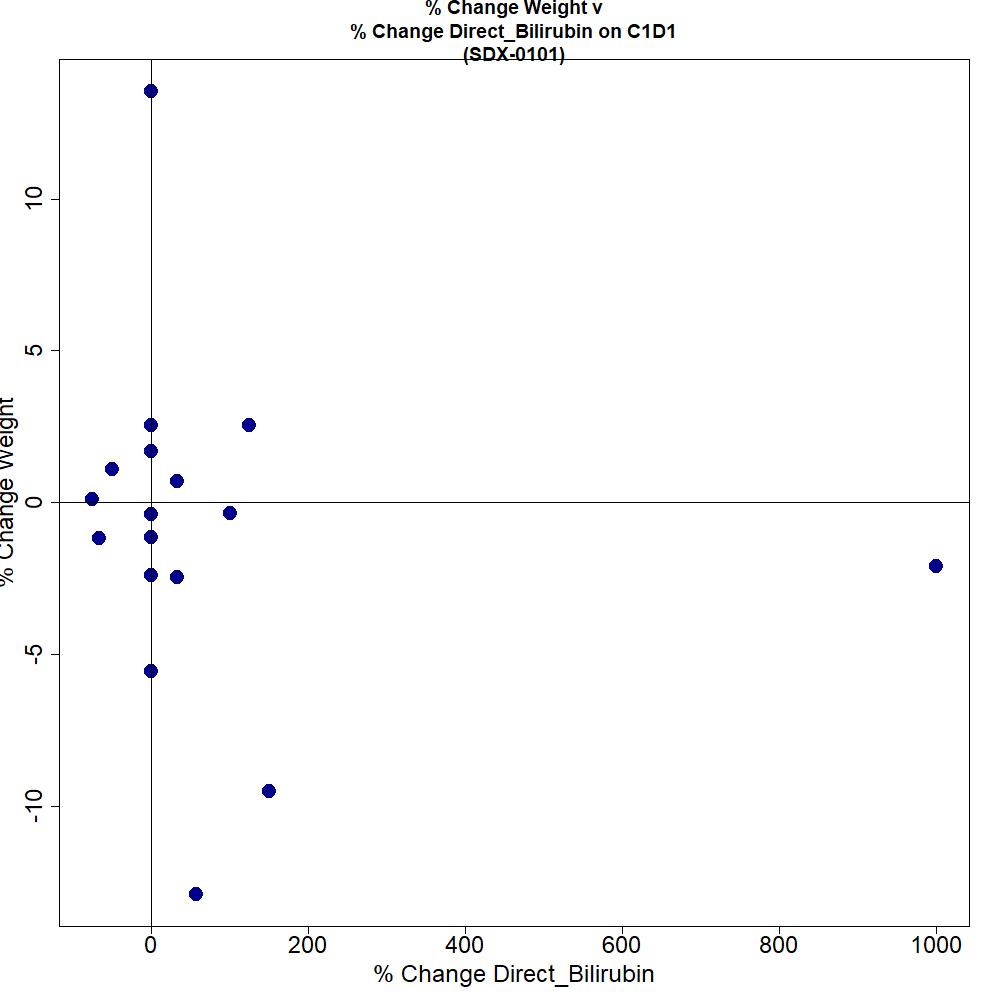 % Change Weight v
% Change Direct_Bilirubin on C1D1
(SDX-0101)
% Change Weight
10
5
0
-5
-10
0 200 400 600 800 1000
% Change Direct_Bilirubin